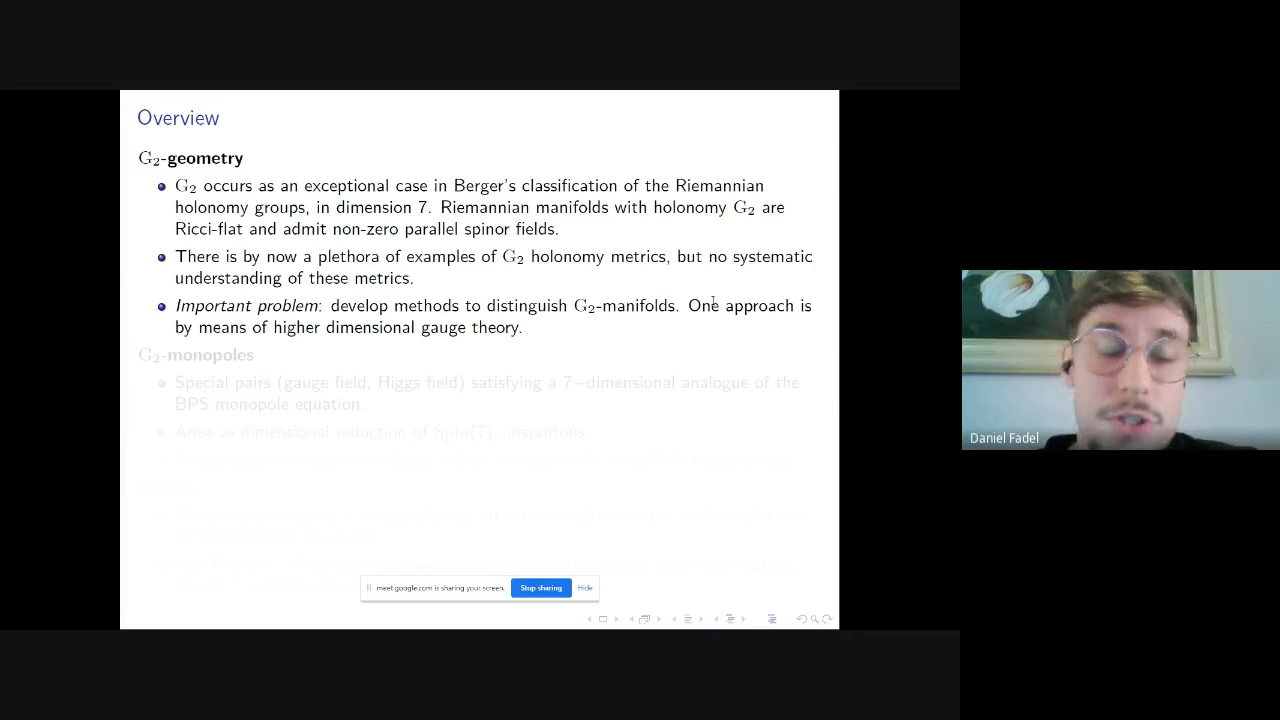 Overview
G₂-geometry
G₂ occurs as an exceptional case in Berger's classification of the Riemannian
holonomy groups, in dimension 7. Riemannian manifolds with holonomy G₂ are
Ricci-flat and admit non-zero parallel spinor fields.
There is by now a plethora of examples of G₂ holonomy metrics, but no systematic
understanding of these metrics.
Important problem: develop methods to distinguish G₂-manifolds. One approach is
by means of higher dimensional gauge theory.
G₂-monopoles
Special pairs (gauge field, Higgs field) satisfying a 7−dimensional analogue of the
BPS monopole equation.
Arise as dimensional reduction of Spin(7)−instantons.
meet.google.com is sharing your screen.
Stop sharing
Hide
Daniel Fadel